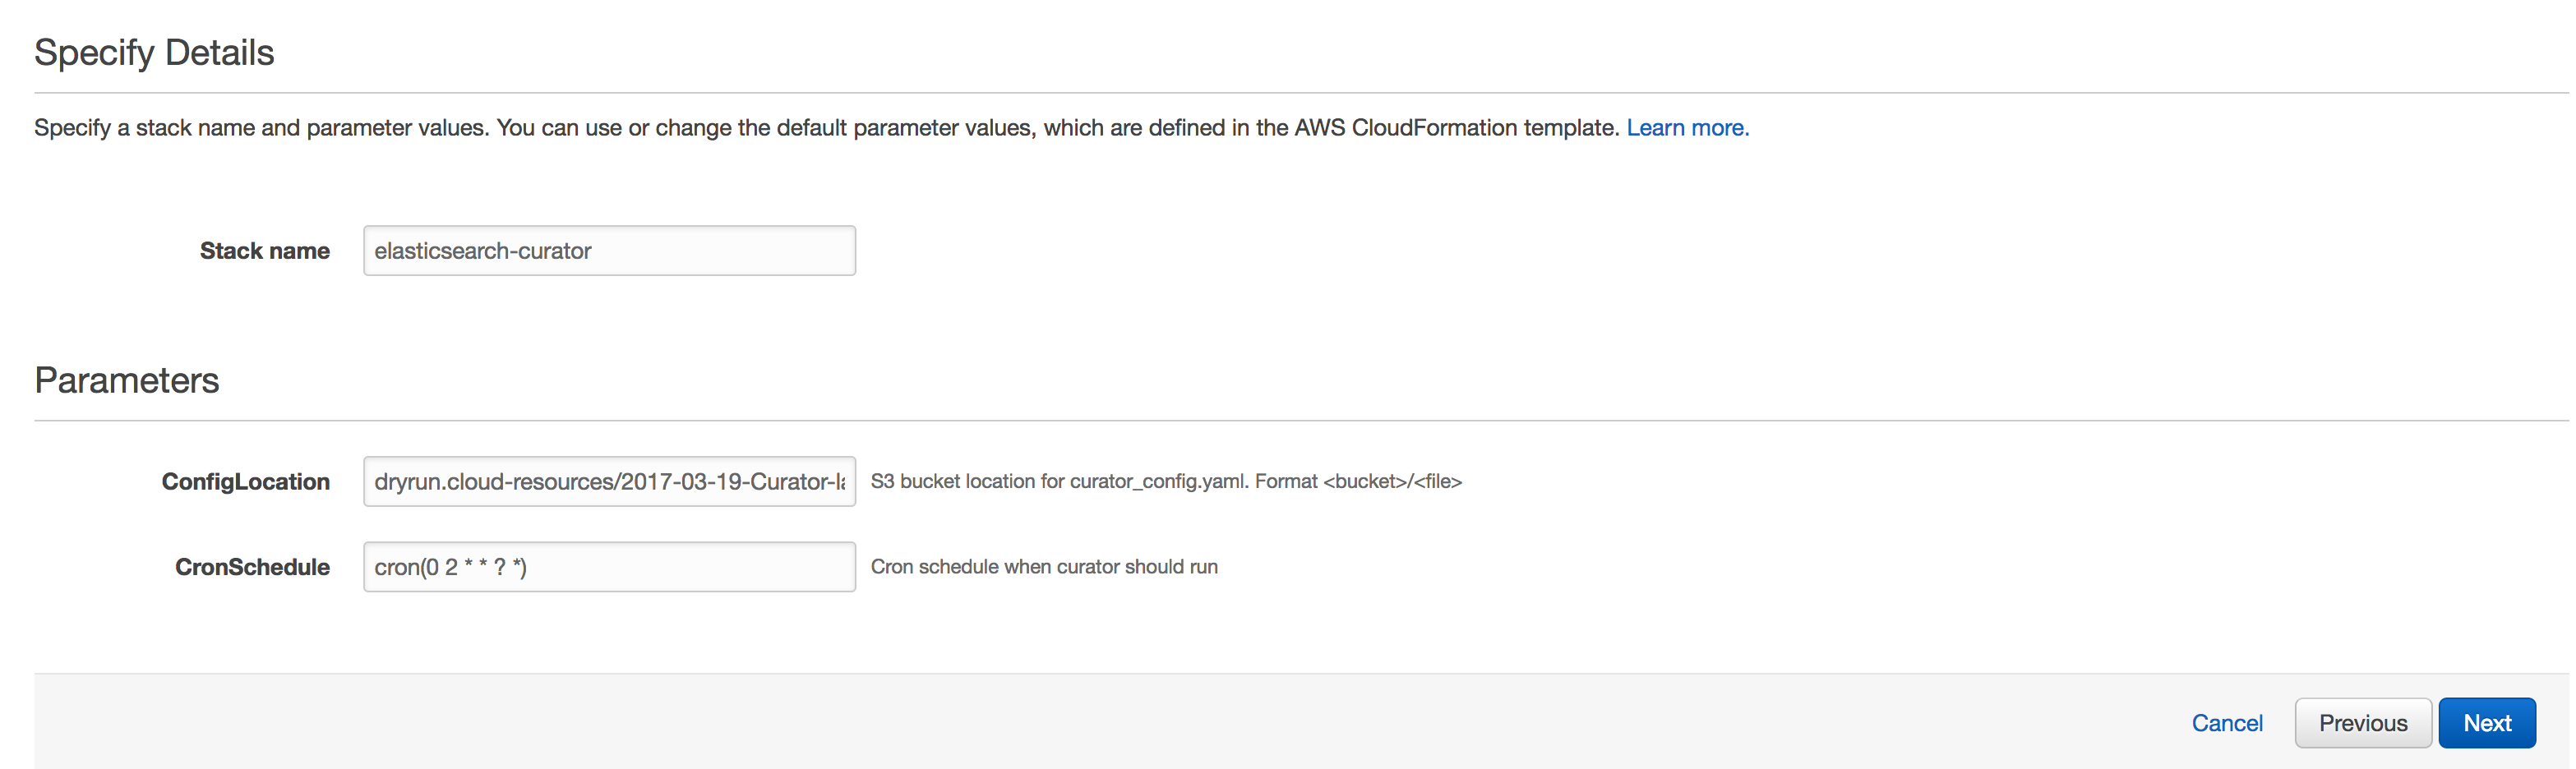 Specify Details
Specify a stack name and parameter values. You can use or change the default parameter values, which are defined in the AWS CloudFormation template. Learn more.
Stack name elasticsearch-curator
Parameters
ConfigLocation dryrun.cloud-resources/2017-03-19-Curator-l S3 bucket location for curator_config.yaml. Format <bucket>/<file>
CronSchedule cron(0 2 * * ? *) Cron schedule when curator should run
Cancel Previous Next